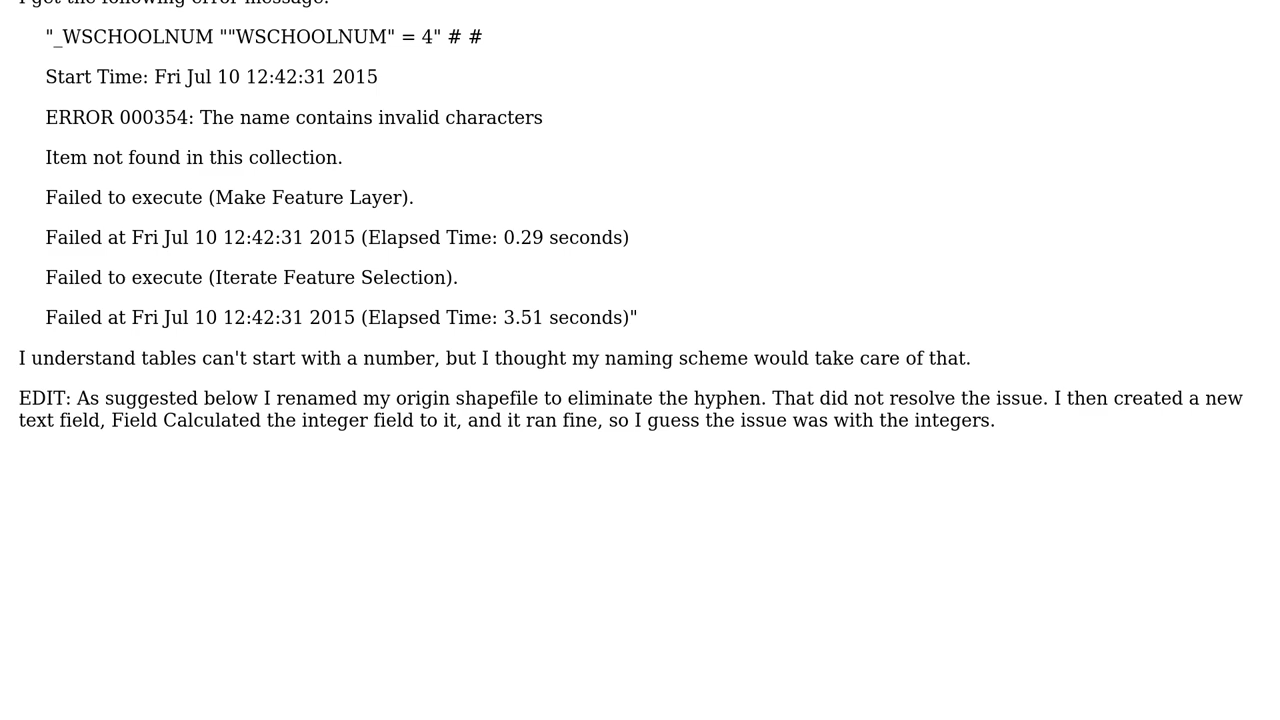 I get the following error message:
"_WSCHOOLNUM ""WSCHOOLNUM" = 4" # #
Start Time: Fri Jul 10 12:42:31 2015
ERROR 000354: The name contains invalid characters
Item not found in this collection.
Failed to execute (Make Feature Layer).
Failed at Fri Jul 10 12:42:31 2015 (Elapsed Time: 0.29 seconds)
Failed to execute (Iterate Feature Selection).
Failed at Fri Jul 10 12:42:31 2015 (Elapsed Time: 3.51 seconds)"
I understand tables can't start with a number, but I thought my naming scheme would take care of that.
EDIT: As suggested below I renamed my origin shapefile to eliminate the hyphen. That did not resolve the issue. I then created a new
text field, Field Calculated the integer field to it, and it ran fine, so I guess the issue was with the integers.